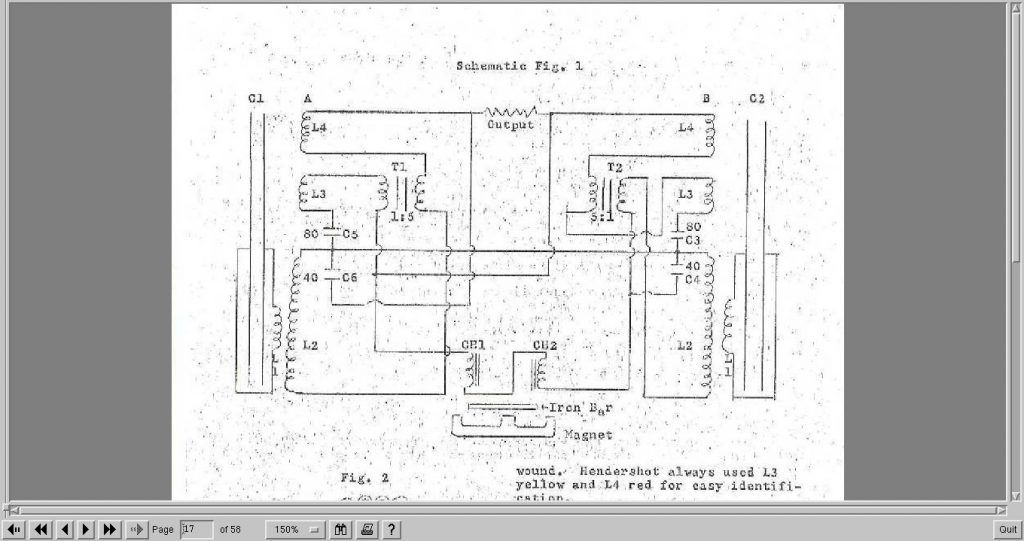 Schematic Fig. 1
C1
A
B
C2
L4
Output
L4
T1
T2
L3
L3
1:5
5:1
80
C5
80
C3
40
C6
40
C4
L2
CH1
CH2
L2
L1
L1
←Iron Bar
Magnet
Fig. 2
wound. Hendershot always used L3
yellow and L4 red for easy identifi-
cation.
Page
17
of 58
150%
?
Quit